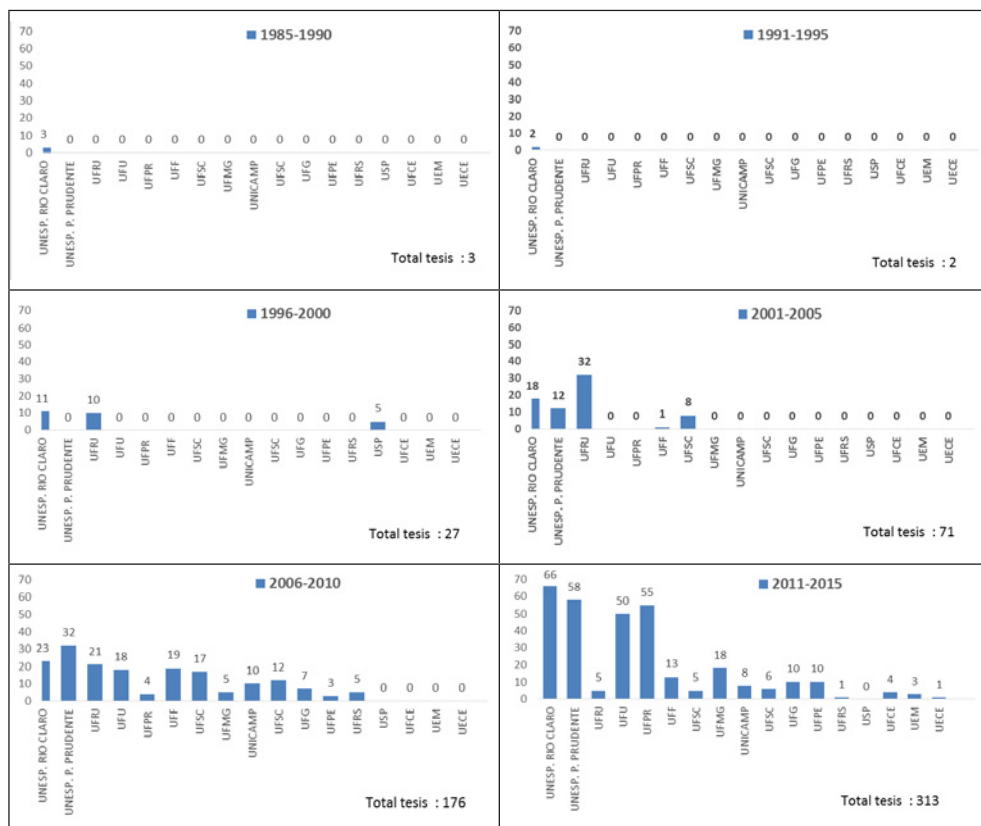 1985-1990
70
60
50
40
30
20
10
0
3 0 0 0 0 0 0 0 0 0 0 0 0 0 0 0 0
UNESP. RIO CLARO
UNESP. P. PRUDENTE
UFRJ
UFU
UFPR
UFF
UFSC
UFMG
UNICAMP
UFSC
UFG
UFPE
UFRS
USP
UFCE
UEM
UECE
Total tesis : 3
1991-1995
70
60
50
40
30
20
10
0
2 0 0 0 0 0 0 0 0 0 0 0 0 0 0 0 0
UNESP. RIO CLARO
UNESP. P. PRUDENTE
UFRJ
UFU
UFPR
UFF
UFSC
UFMG
UNICAMP
UFSC
UFG
UFPE
UFRS
USP
UFCE
UEM
UECE
Total tesis : 2
1996-2000
70
60
50
40
30
20
10
0
11 0 10 0 0 0 0 0 0 0 0 0 0 5 0 0 0
UNESP. RIO CLARO
UNESP. P. PRUDENTE
UFRJ
UFU
UFPR
UFF
UFSC
UFMG
UNICAMP
UFSC
UFG
UFPE
UFRS
USP
UFCE
UEM
UECE
Total tesis : 27
2001-2005
70
60
50
40
30
20
10
0
18 12 32 0 0 1 8 0 0 0 0 0 0 0 0 0 0
UNESP. RIO CLARO
UNESP. P. PRUDENTE
UFRJ
UFU
UFPR
UFF
UFSC
UFMG
UNICAMP
UFSC
UFG
UFPE
UFRS
USP
UFCE
UEM
UECE
Total tesis : 71
2006-2010
70
60
50
40
30
20
10
0
23 32 21 18 4 19 17 5 10 12 7 3 5 0 0 0 0
UNESP. RIO CLARO
UNESP. P. PRUDENTE
UFRJ
UFU
UFPR
UFF
UFSC
UFMG
UNICAMP
UFSC
UFG
UFPE
UFRS
USP
UFCE
UEM
UECE
Total tesis : 176
2011-2015
70
60
50
40
30
20
10
0
66 58 5 50 55 13 5 18 8 6 10 10 1 0 4 3 1
UNESP. RIO CLARO
UNESP. P. PRUDENTE
UFRJ
UFU
UFPR
UFF
UFSC
UFMG
UNICAMP
UFSC
UFG
UFPE
UFRS
USP
UFCE
UEM
UECE
Total tesis : 313